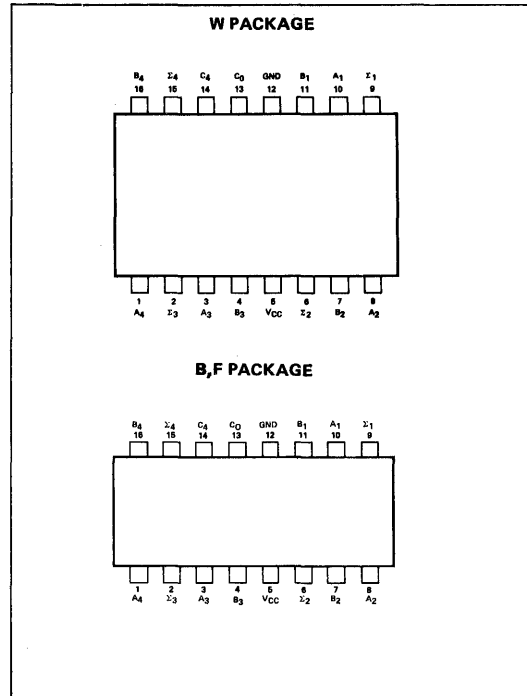 W PACKAGE
B₄ Σ₄ C₄ C₀ GND B₁ A₁ Σ₁
16 15 14 13 12 11 10 9
1 2 3 4 5 6 7 8
A₄ Σ₃ A₃ B₃ VCC Σ₂ B₂ A₂
B,F PACKAGE
B₄ Σ₄ C₄ C₀ GND B₁ A₁ Σ₁
16 15 14 13 12 11 10 9
1 2 3 4 5 6 7 8
A₄ Σ₃ A₃ B₃ VCC Σ₂ B₂ A₂